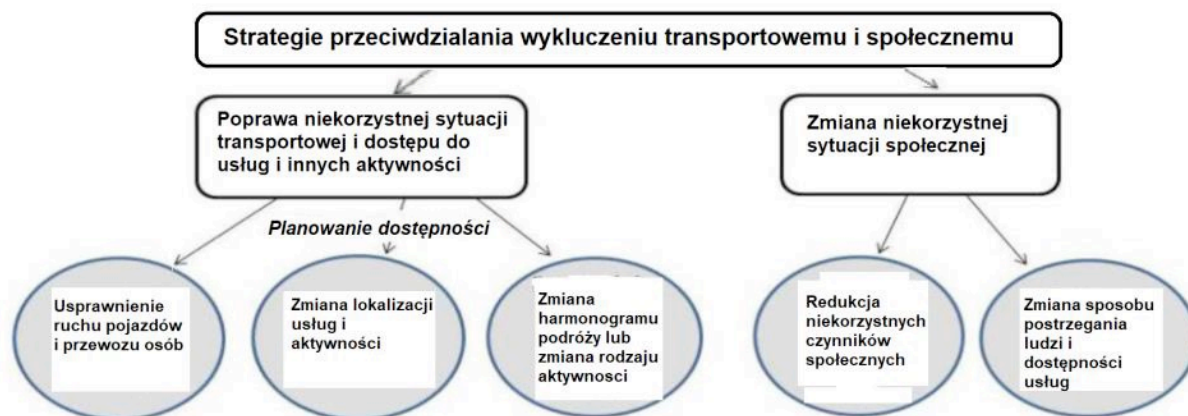 Strategie przeciwdzialania wykluczeniu transportowemu i społecznemu
Poprawa niekorzystnej sytuacji
transportowej i dostępu do
usług i innych aktywności
Zmiana niekorzystnej
sytuacji społecznej
Planowanie dostępności
Usprawnienie
ruchu pojazdów
i przewozu osób
Zmiana lokalizacji
usług i
aktywności
Zmiana
harmonogramu
podróży lub
zmiana rodzaju
aktywnosci
Redukcja
niekorzystnych
czynników
społecznych
Zmiana sposobu
postrzegania
ludzi i
dostępności
usług